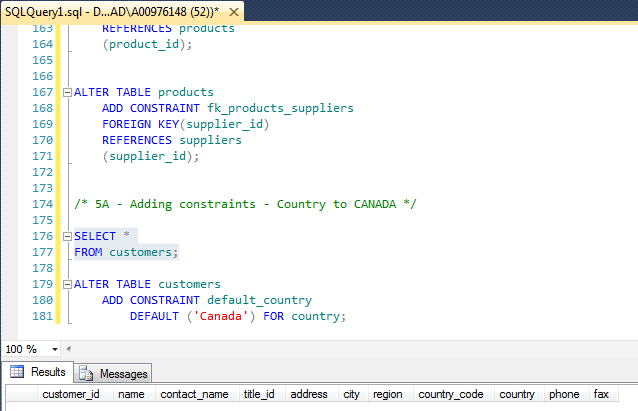 SQLQuery1.sql - D...AD\A00976148 (52))*
163 REFERENCES products
164 (product_id);
165
166
167 ALTER TABLE products
168 ADD CONSTRAINT fk_products_suppliers
169 FOREIGN KEY(supplier_id)
170 REFERENCES suppliers
171 (supplier_id);
172
173
174 /* 5A - Adding constraints - Country to CANADA */
175
176 SELECT *
177 FROM customers;
178
179 ALTER TABLE customers
180 ADD CONSTRAINT default_country
181 DEFAULT ('Canada') FOR country;
100 %
Results Messages
customer_id name contact_name title_id address city region country_code country phone fax